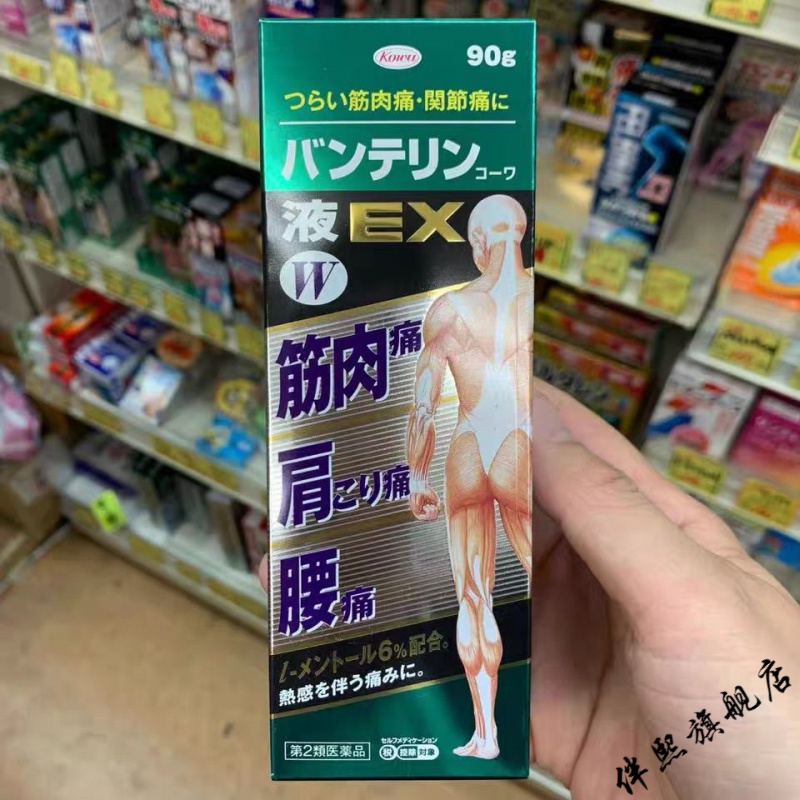 Kowa
90g
つらい筋肉痛・関節痛に
バンテリン コーワ
液EX
W
筋肉痛
肩こり痛
腰痛
l-メントール6%配合。
熱感を伴う痛みに。
第2類医薬品
セルフメディケーション
税 控除 対象
伴熙旗舰店